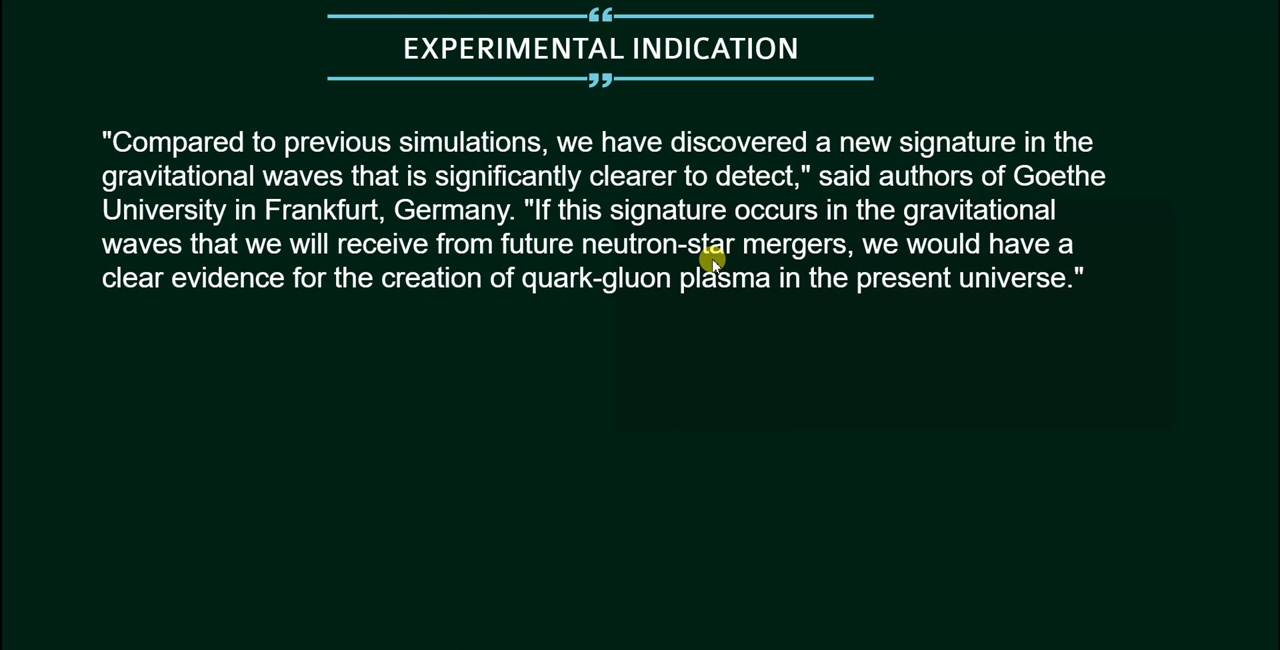 EXPERIMENTAL INDICATION
"Compared to previous simulations, we have discovered a new signature in the
gravitational waves that is significantly clearer to detect," said authors of Goethe
University in Frankfurt, Germany. "If this signature occurs in the gravitational
waves that we will receive from future neutron-star mergers, we would have a
clear evidence for the creation of quark-gluon plasma in the present universe."